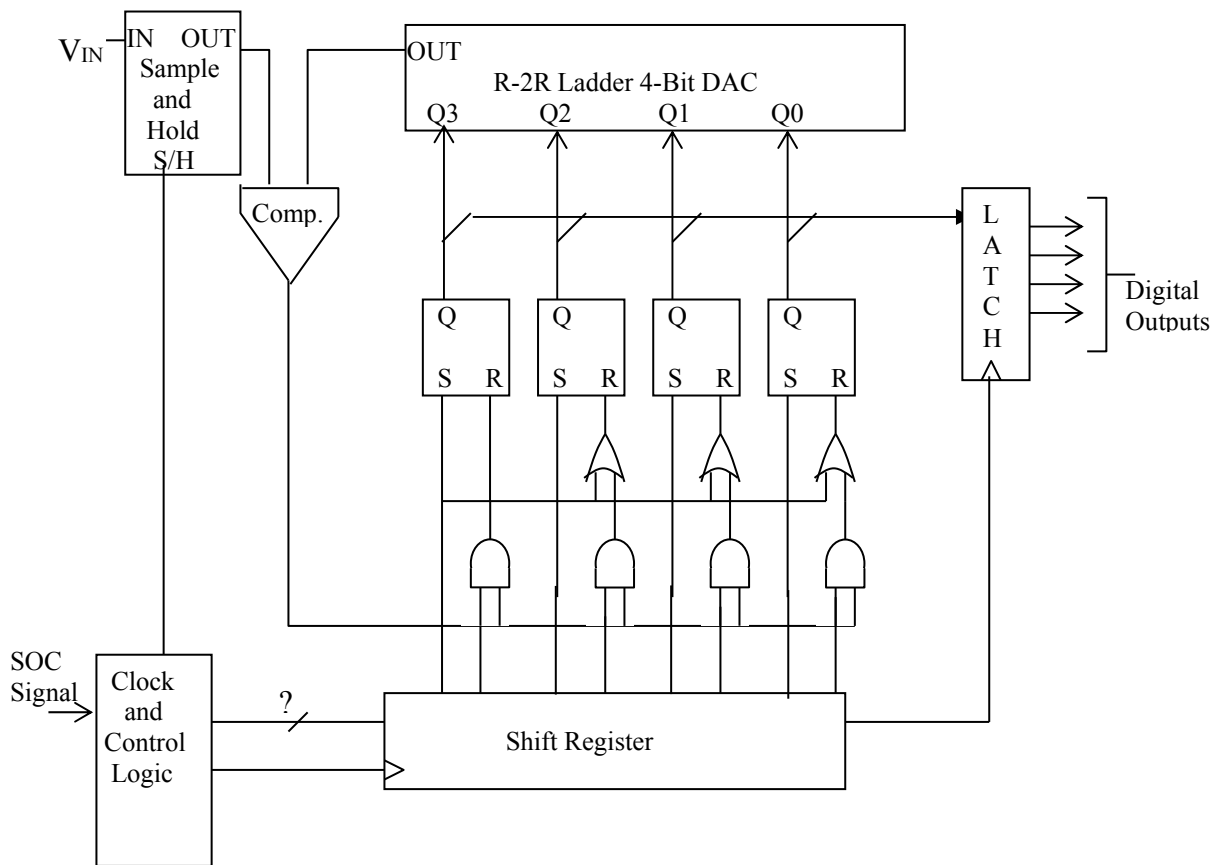 VIN
IN OUT
Sample
and
Hold
S/H
OUT
R-2R Ladder 4-Bit DAC
Q3 Q2 Q1 Q0
Comp.
L
A
T
C
H
Digital
Outputs
Q Q Q Q
S R S R S R S R
SOC
Signal
Clock
and
Control
Logic
?
Shift Register